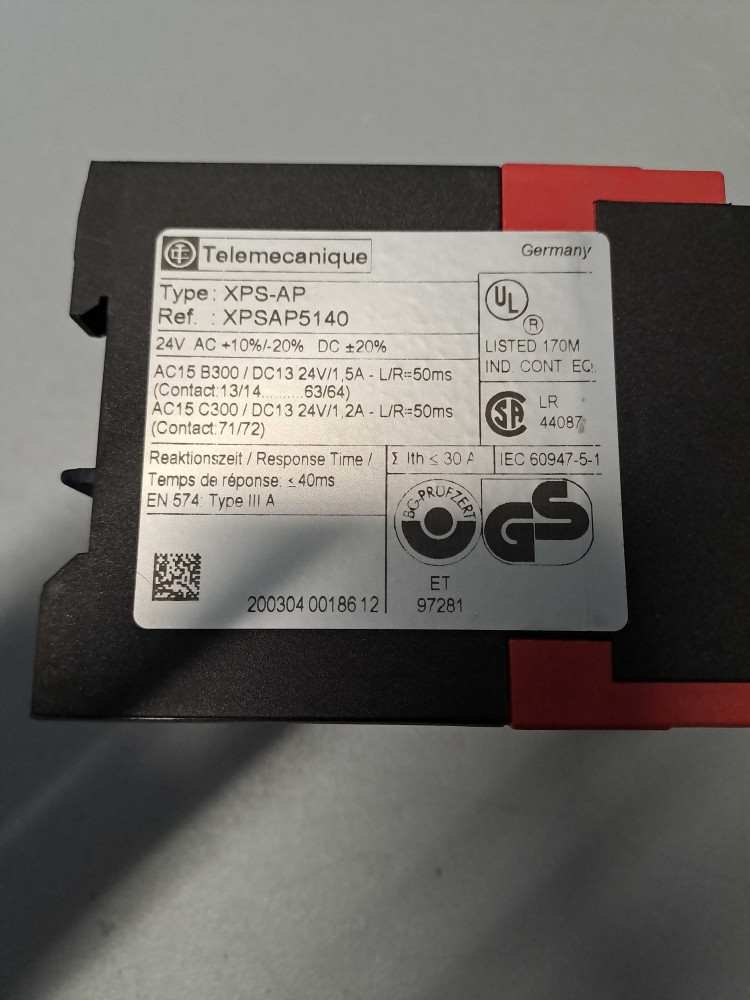 Telemecanique
Germany
Type: XPS-AP
Ref. : XPSAP5140
24V AC +10%/-20% DC ±20%
AC15 B300 / DC13 24V/1,5A - L/R=50ms
(Contact:13/14..........63/64)
AC15 C300 / DC13 24V/1,2A - L/R=50ms
(Contact:71/72)
UL
®
LISTED 170M
IND. CONT. EQ.
SA
LR
44087
Reaktionszeit / Response Time /
Temps de réponse: ≤40ms
EN 574: Type III A
Σ Ith ≤ 30 A
IEC 60947-5-1
BG-PRÜFZERT
GS
ET
97281
200304 0018612